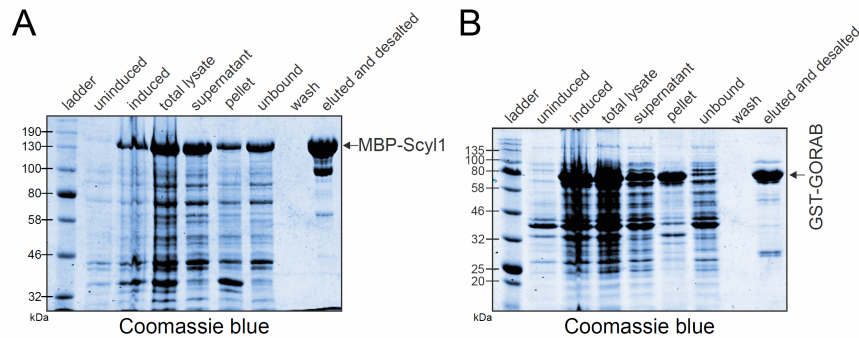 A
ladder
uninduced
induced
total lysate
supernatant
pellet
unbound
wash
eluted and desalted
190
130
100
80
58
46
32
kDa
MBP-Scyl1
Coomassie blue
B
ladder
uninduced
induced
total lysate
supernatant
pellet
unbound
wash
eluted and desalted
135
100
80
58
46
32
25
20
kDa
GST-GORAB
Coomassie blue